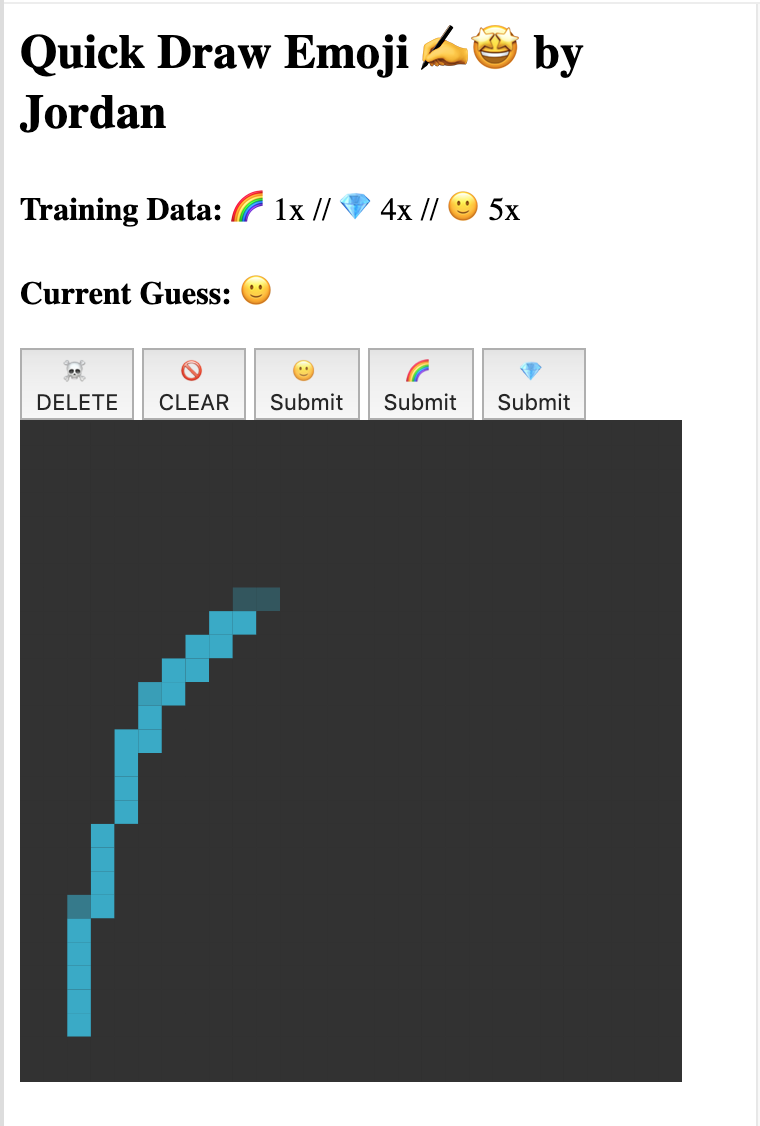 Quick Draw Emoji ✍️🤩 by
Jordan
Training Data: 🌈 1x // 💎 4x // 🙂 5x
Current Guess: 🙂
☠️ 🚫 🙂 🌈 💎
DELETE CLEAR Submit Submit Submit